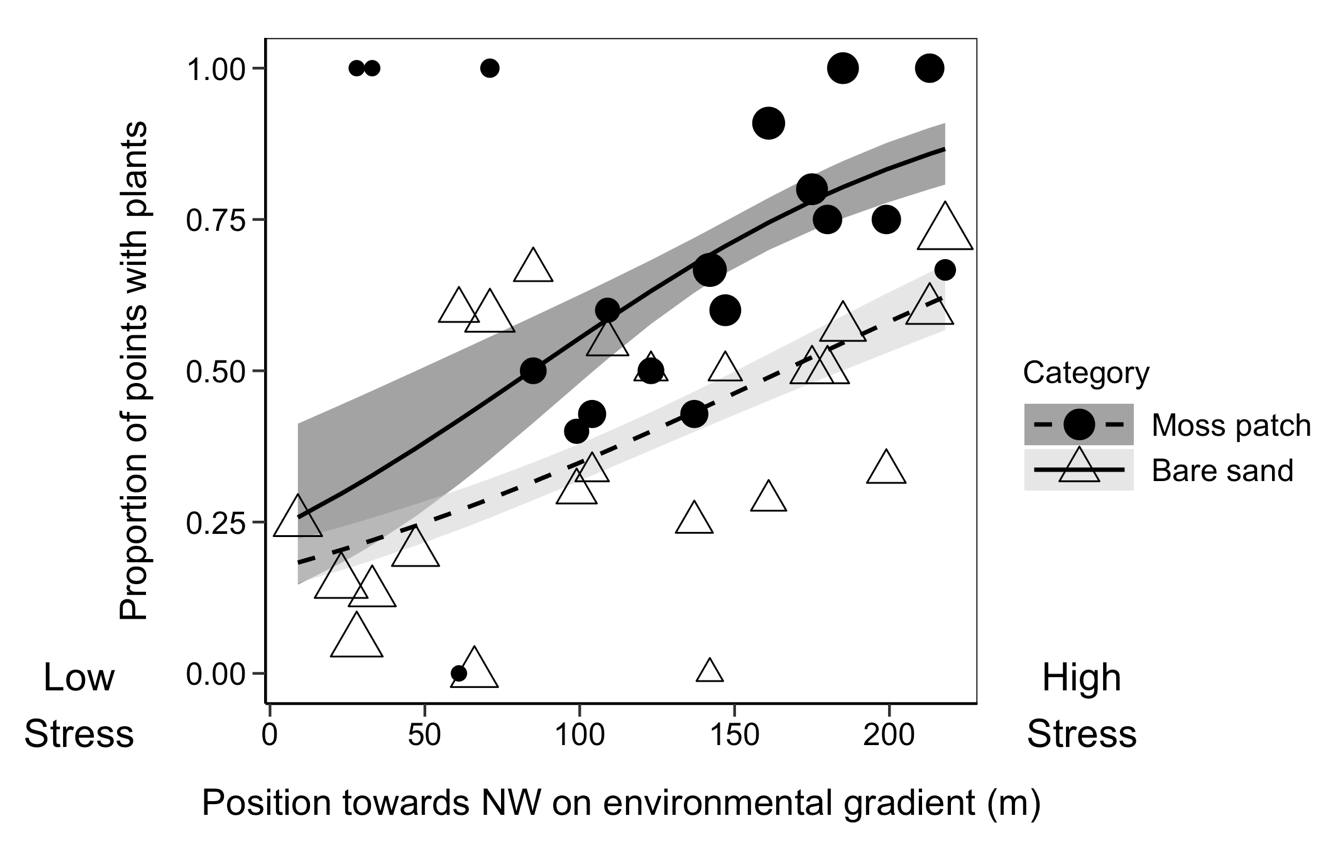 1.00
0.75
0.50
0.25
0.00
Proportion of points with plants
0 50 100 150 200
Position towards NW on environmental gradient (m)
Low
Stress
High
Stress
Category
Moss patch
Bare sand